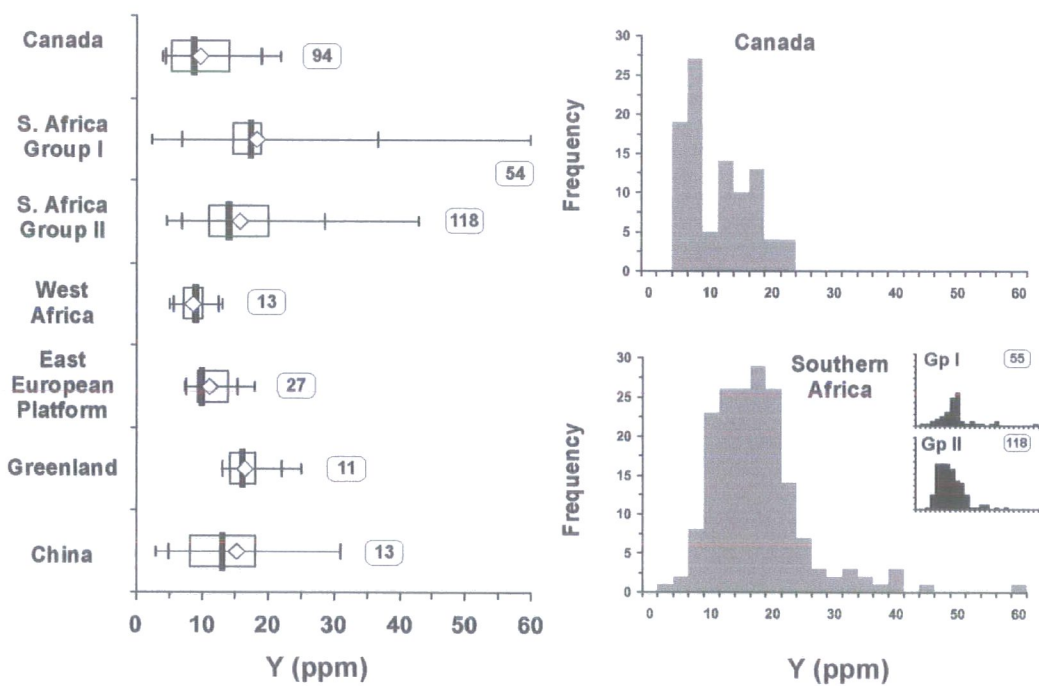 Canada
94
S. Africa
Group I
54
S. Africa
Group II
118
West
Africa
13
East
European
Platform
27
Greenland
11
China
13
0 10 20 30 40 50 60
Y (ppm)
Canada
Frequency
30
25
20
15
10
5
0
0 10 20 30 40 50 60
Southern
Africa
Frequency
30
25
20
15
10
5
0
0 10 20 30 40 50 60
Y (ppm)
Gp I 55
Gp II 118